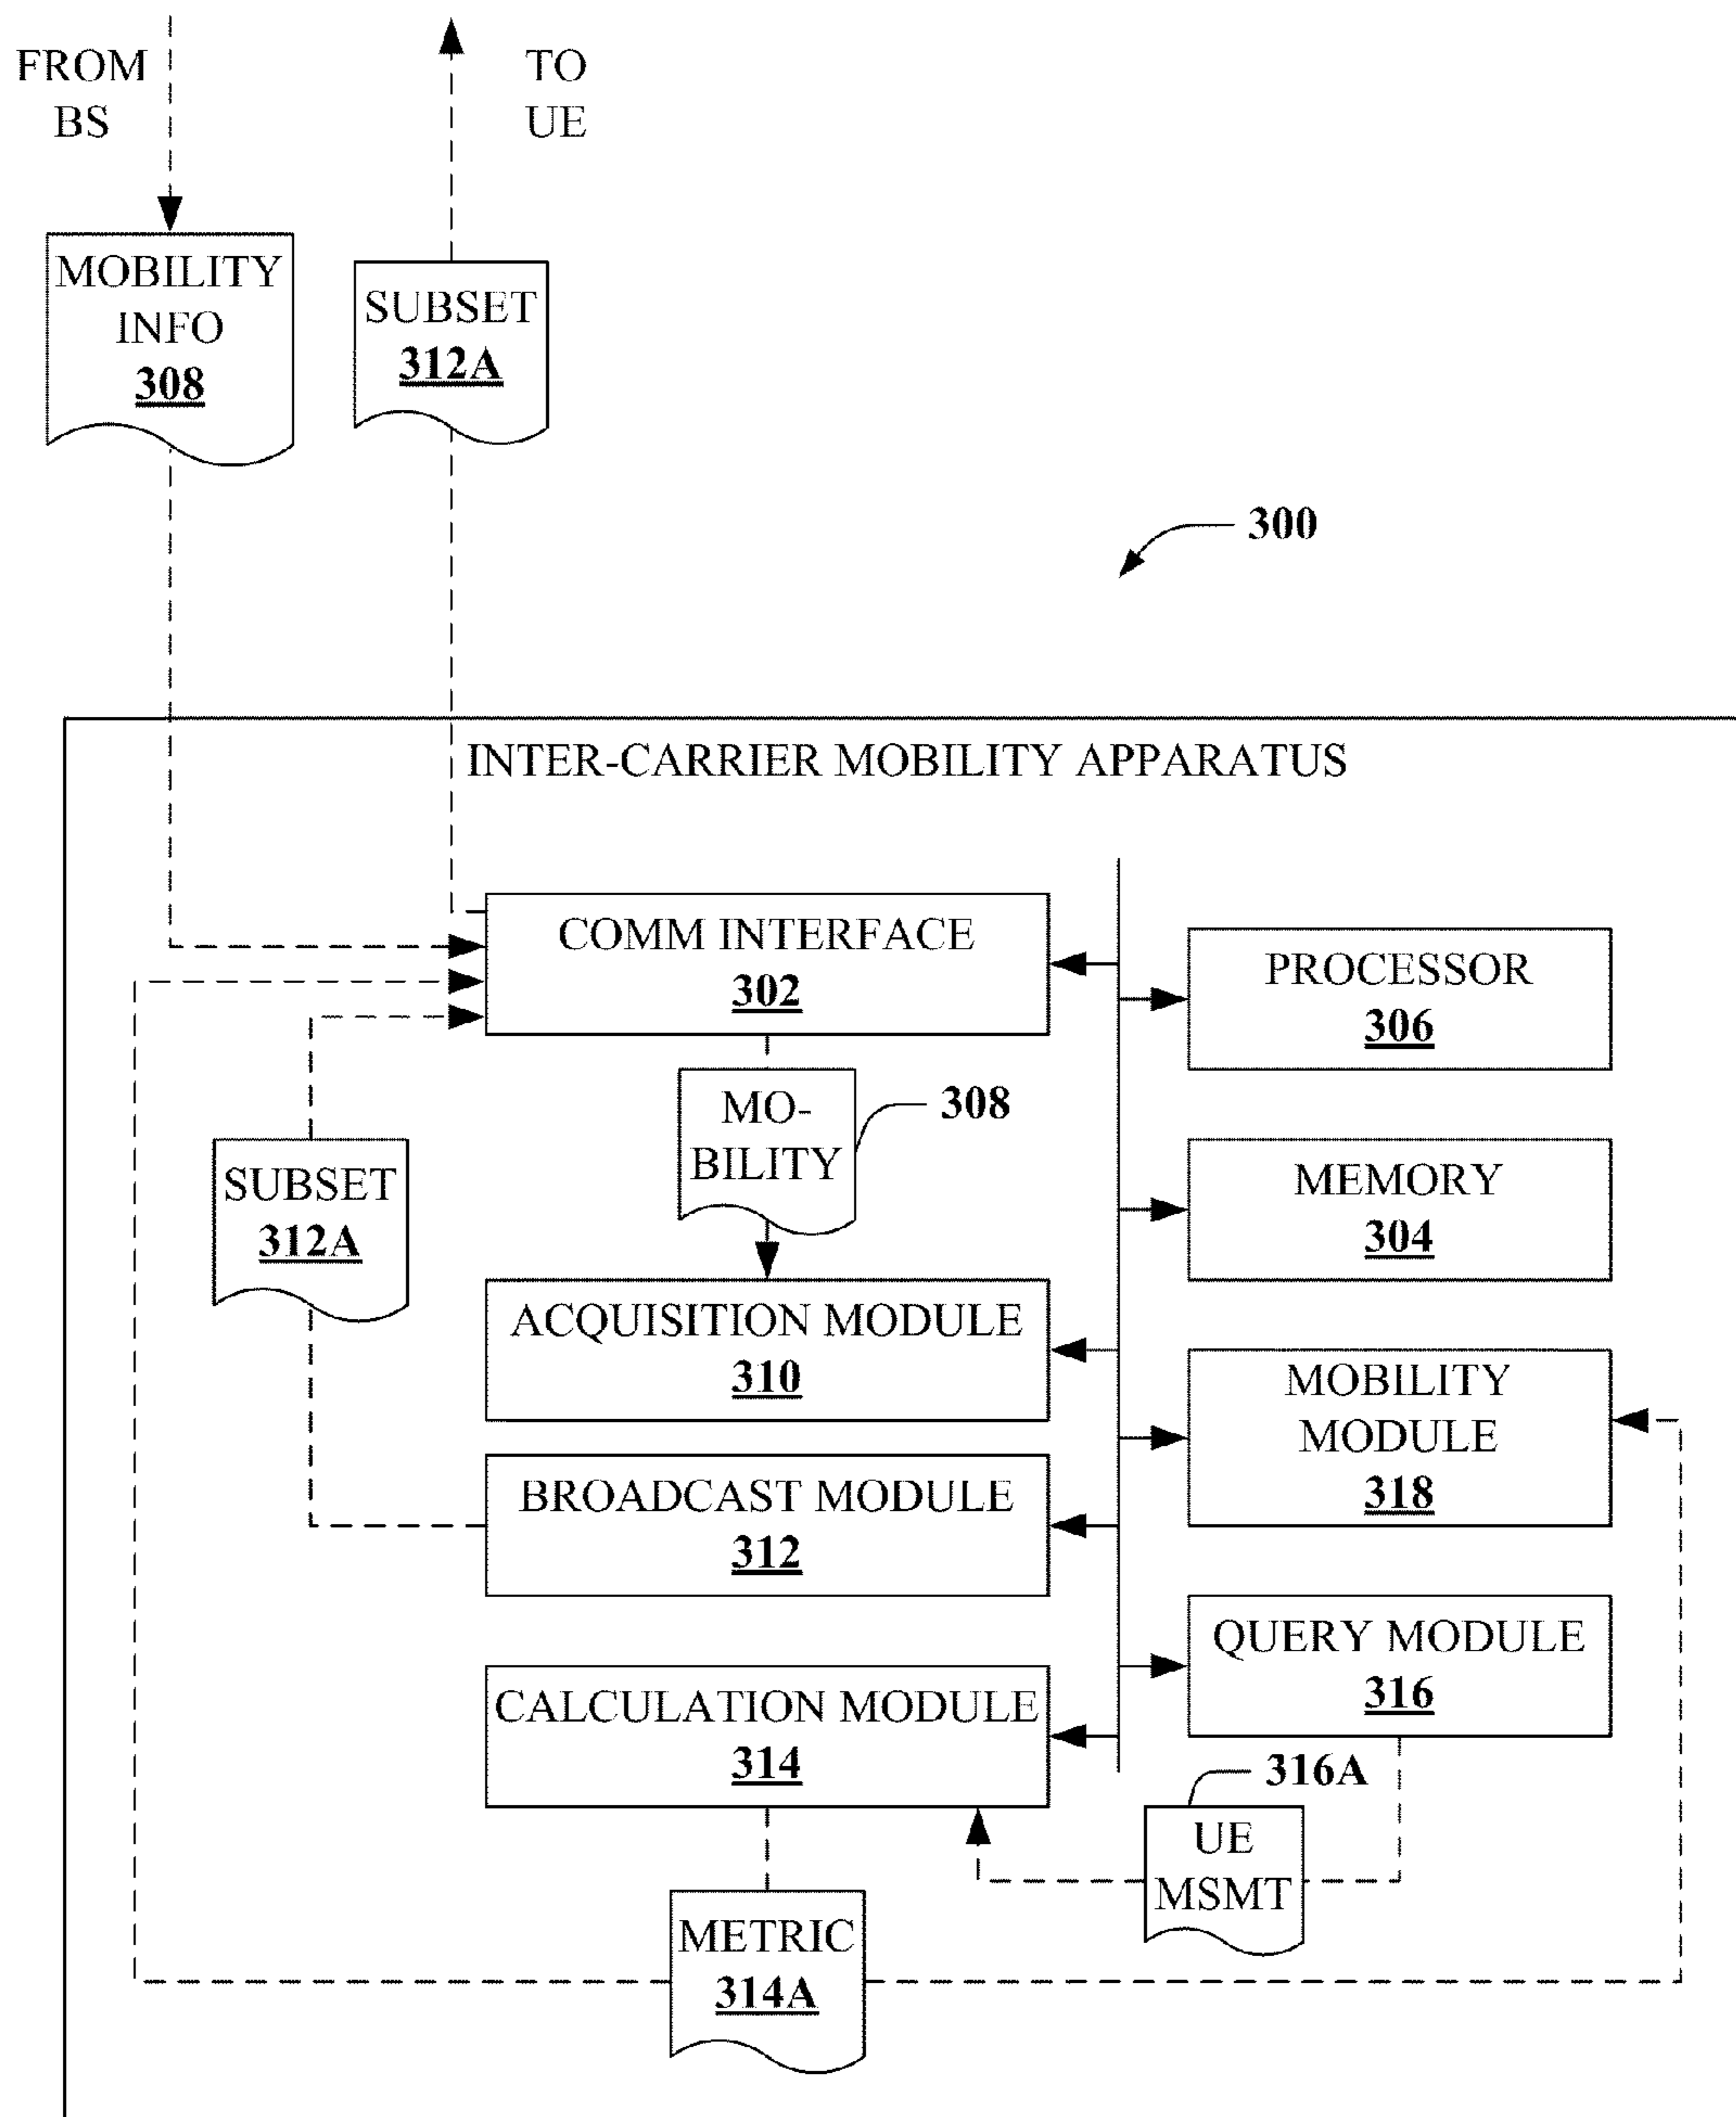 FROM
BS
TO
UE
MOBILITY
INFO
308
SUBSET
312A
300
INTER-CARRIER MOBILITY APPARATUS
COMM INTERFACE
302
PROCESSOR
306
MO-
BILITY
308
SUBSET
312A
MEMORY
304
ACQUISITION MODULE
310
MOBILITY
MODULE
318
BROADCAST MODULE
312
QUERY MODULE
316
CALCULATION MODULE
314
316A
UE
MSMT
METRIC
314A